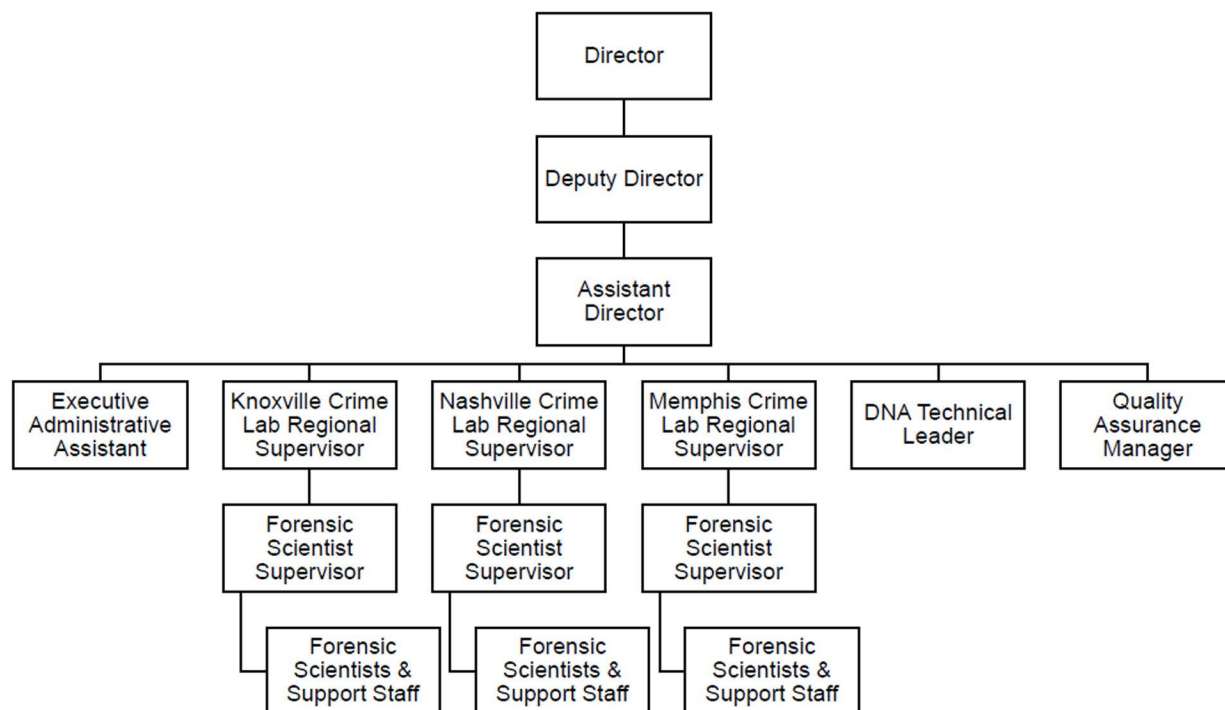 Director
Deputy Director
Assistant
Director
Executive
Administrative
Assistant
Knoxville Crime
Lab Regional
Supervisor
Nashville Crime
Lab Regional
Supervisor
Memphis Crime
Lab Regional
Supervisor
DNA Technical
Leader
Quality
Assurance
Manager
Forensic
Scientist
Supervisor
Forensic
Scientist
Supervisor
Forensic
Scientist
Supervisor
Forensic
Scientists &
Support Staff
Forensic
Scientists &
Support Staff
Forensic
Scientists &
Support Staff